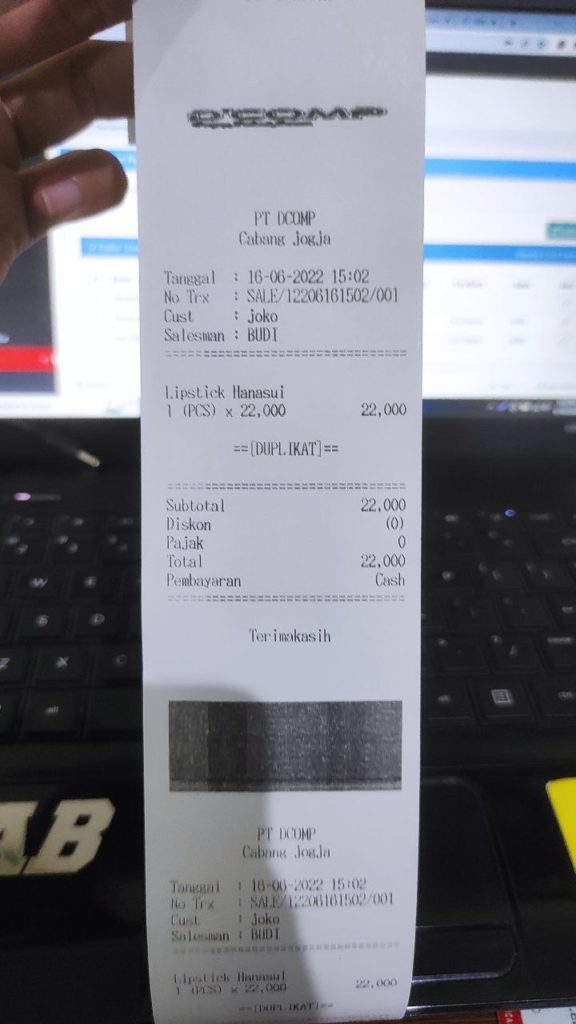 D'COMP
PT DCOMP
Cabang Jogja
Tanggal : 16-06-2022 15:02
No Trx : SALE/12206161502/001
Cust : joko
Salesman : BUDI
==============================
Lipstick Hanasui
1 (PCS) x 22,000 22,000
==[DUPLIKAT]==
==============================
Subtotal 22,000
Diskon (0)
Pajak 0
Total 22,000
Pembayaran Cash
==============================
Terimakasih
PT DCOMP
Cabang Jogja
Tanggal : 16-06-2022 15:02
No Trx : SALE/12206161502/001
Cust : joko
Salesman : BUDI
==============================
Lipstick Hanasui
1 (PCS) x 22,000 22,000
==[DUPLIKAT]==
AB